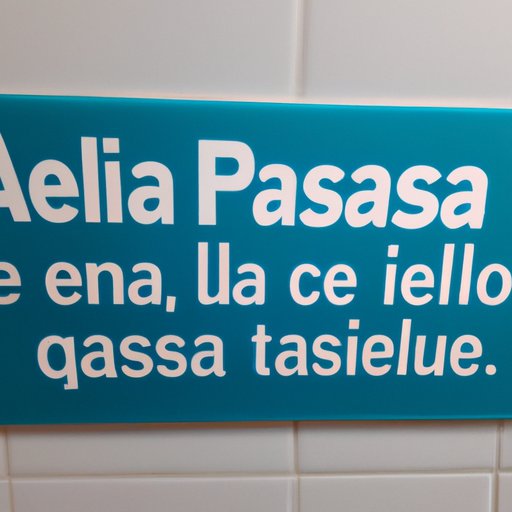 Aelia Pasasa
e ena, lla ce iello
qassa tasielue.